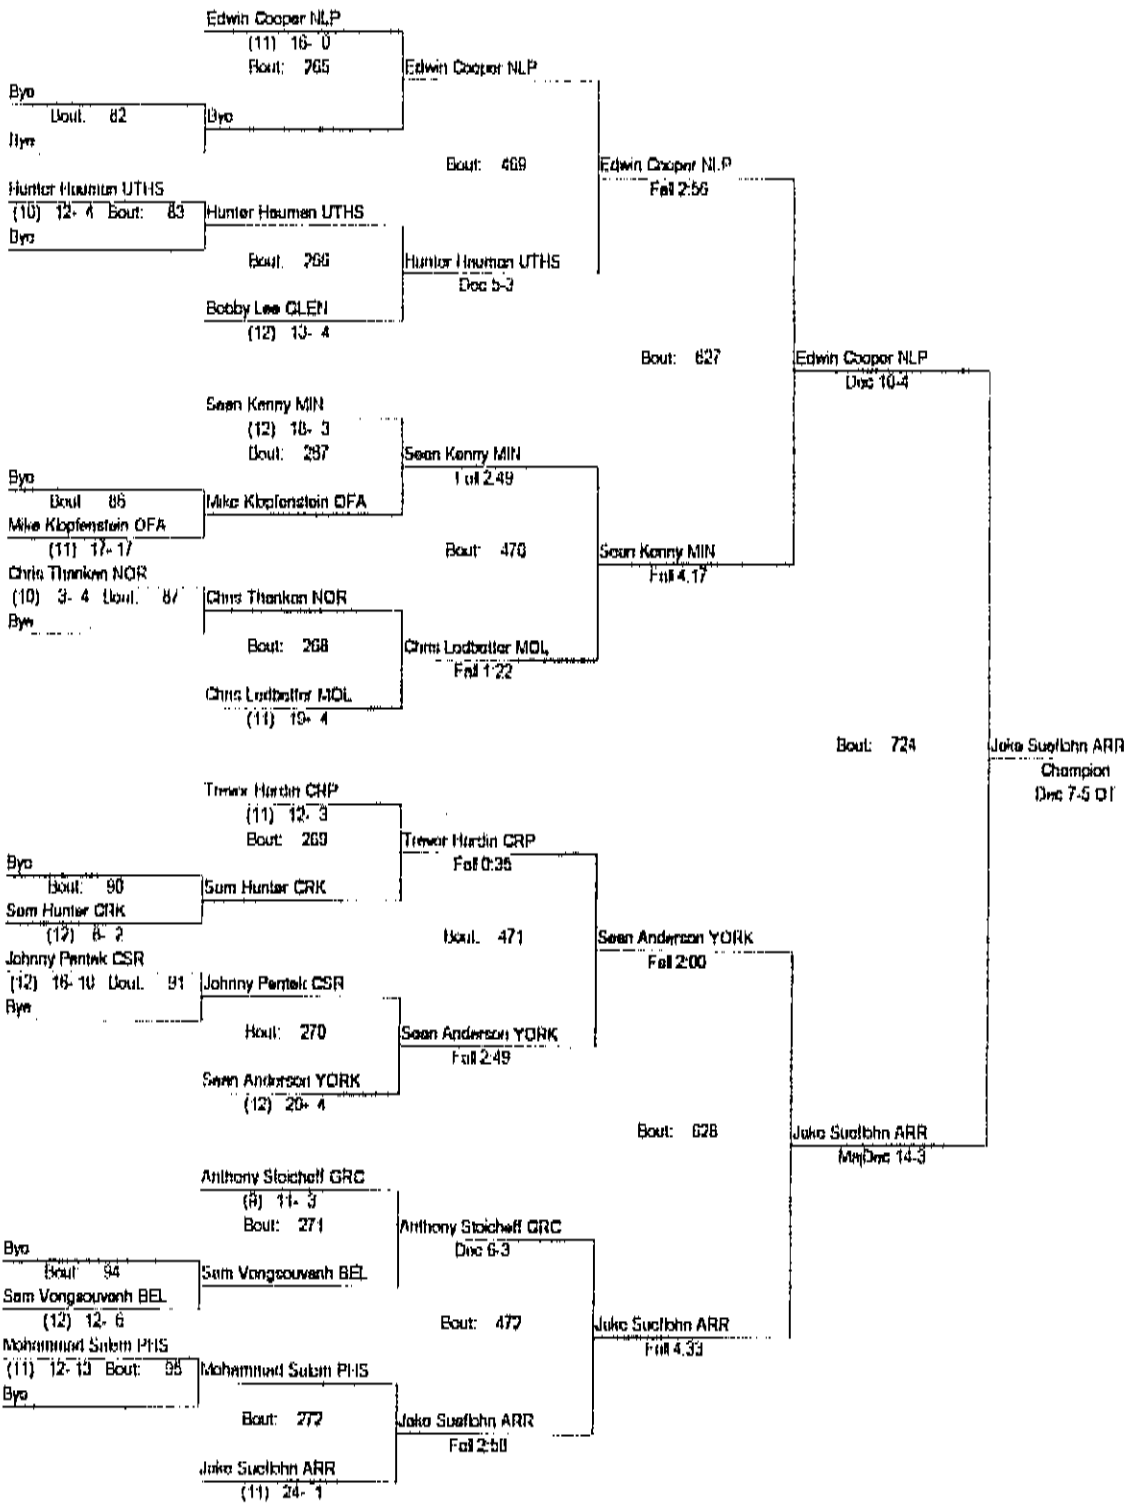 Edwin Cooper NLP
(11) 16- 0
Bout: 265
Edwin Cooper NLP
Bye
Bout: 82
Bye
Bye
Bout: 469
Edwin Cooper NLP
Fall 2:56
Hunter Hauman UTHS
(10) 12- 4 Bout: 83
Hunter Hauman UTHS
Bye
Bout: 266
Hunter Hauman UTHS
Dec 5-3
Bobby Lee GLEN
(12) 13- 4
Bout: 627
Edwin Cooper NLP
Dec 10-4
Sean Kenny MIN
(12) 18- 3
Bout: 267
Sean Kenny MIN
Fall 2:49
Bye
Bout 86
Mike Klopfenstein OFA
Mike Klopfenstein OFA
(11) 17- 17
Bout: 470
Sean Kenny MIN
Fall 4:17
Chris Thanken NOR
(10) 3- 4 Bout: 87
Chris Thanken NOR
Bye
Bout: 268
Chris Ledbetter MOL
Fall 1:22
Chris Ledbetter MOL
(11) 19- 4
Bout: 724
Jake Sueflohn ARR
Champion
Dec 7-5 OT
Trevor Hardin CRP
(11) 12- 3
Bout: 269
Trevor Hardin CRP
Fall 0:35
Bye
Bout: 90
Sam Hunter CRK
Sam Hunter CRK
(12) 8- 2
Bout: 471
Sean Anderson YORK
Fall 2:00
Johnny Pentek CSR
(12) 16- 10 Bout: 91
Johnny Pentek CSR
Bye
Bout: 270
Sean Anderson YORK
Fall 2:49
Sean Anderson YORK
(12) 20- 4
Bout: 628
Jake Sueflohn ARR
MajDec 14-3
Anthony Stoicheff GRC
(9) 11- 3
Bout: 271
Anthony Stoicheff GRC
Dec 6-3
Bye
Bout: 94
Sam Vongsouvanh BEL
Sam Vongsouvanh BEL
(12) 12- 6
Bout: 472
Jake Sueflohn ARR
Fall 4:33
Mohammad Salam PHS
(11) 12- 13 Bout: 95
Mohammad Salam PHS
Bye
Bout: 272
Jake Sueflohn ARR
Fall 2:50
Jake Sueflohn ARR
(11) 24- 1